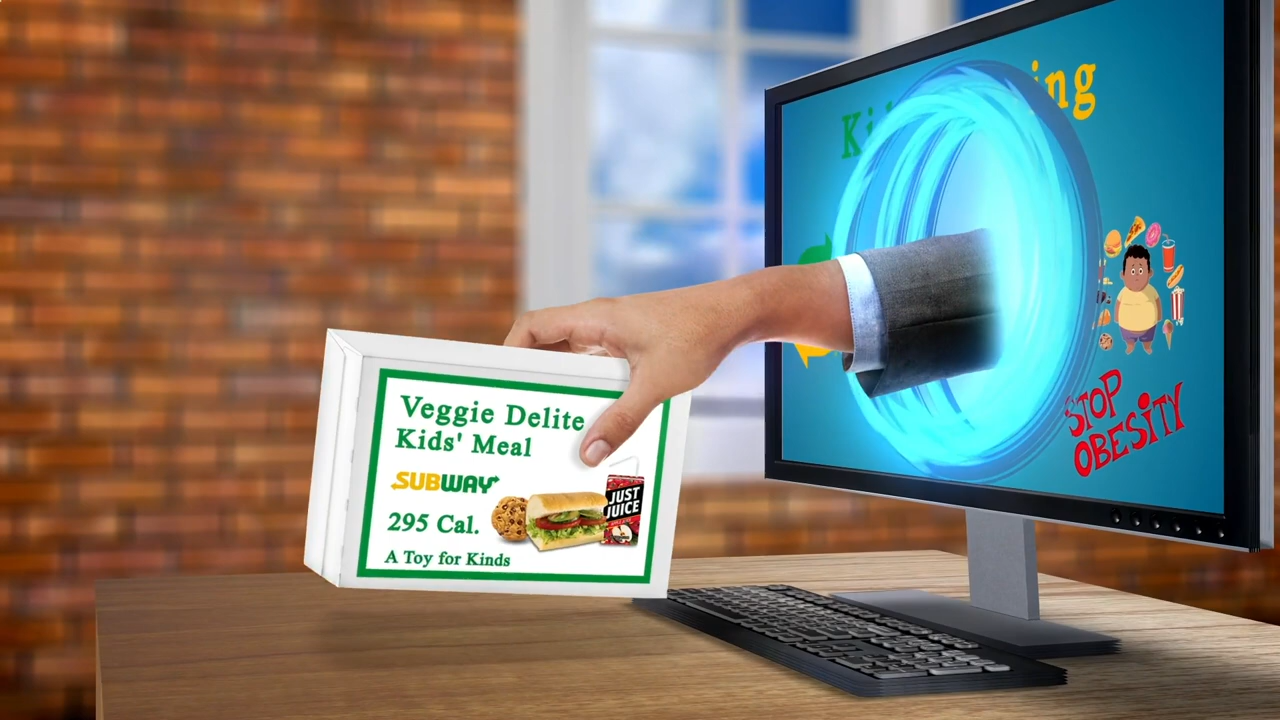 Veggie Delite
Kids' Meal
SUBWAY
295 Cal.
A Toy for Kinds
JUST
JUICE
STOP
OBESITY